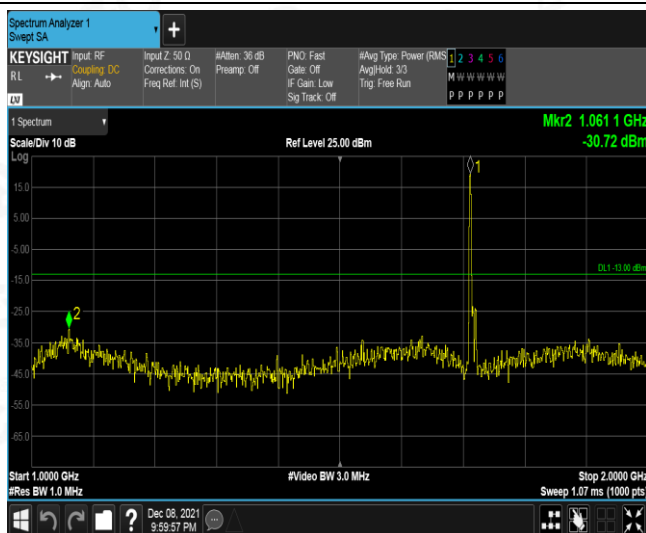 Spectrum Analyzer 1
Swept SA
+
KEYSIGHT
RL
LXI
Input: RF
Coupling: DC
Align: Auto
Input Z: 50 Ω
Corrections: On
Freq Ref: Int (S)
#Atten: 36 dB
Preamp: Off
PNO: Fast
Gate: Off
IF Gain: Low
Sig Track: Off
#Avg Type: Power (RMS
Avg|Hold: 3/3
Trig: Free Run
1 2 3 4 5 6
M W W W W W
P P P P P P
1 Spectrum
Mkr2 1.061 1 GHz
Scale/Div 10 dB
Ref Level 25.00 dBm
-30.72 dBm
Log
1
15.0
5.00
-5.00
DL1 -13.00 dBm
-15.0
-25.0
2
-35.0
-45.0
-55.0
-65.0
Start 1.0000 GHz
#Video BW 3.0 MHz
Stop 2.0000 GHz
#Res BW 1.0 MHz
Sweep 1.07 ms (1000 pts)
?
Dec 08, 2021
9:59:57 PM